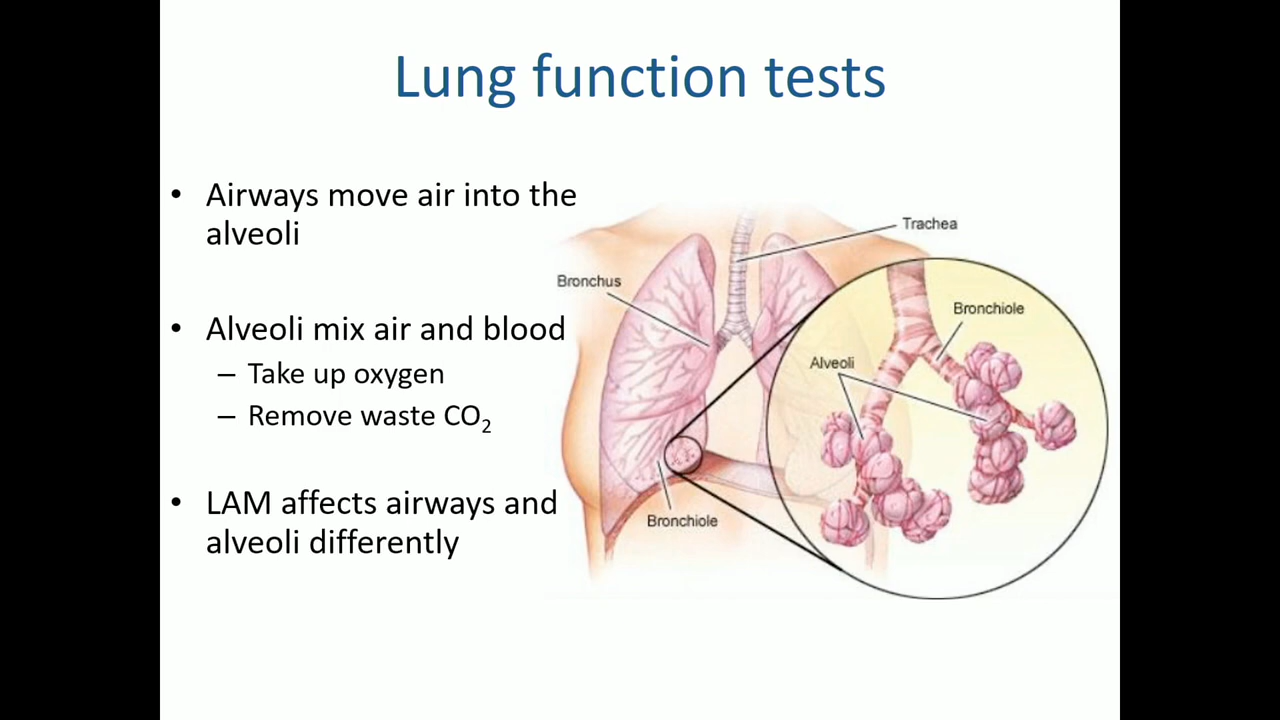 Lung function tests
• Airways move air into the
alveoli
• Alveoli mix air and blood
– Take up oxygen
– Remove waste CO₂
• LAM affects airways and
alveoli differently
Trachea
Bronchus
Bronchiole
Alveoli
Bronchiole